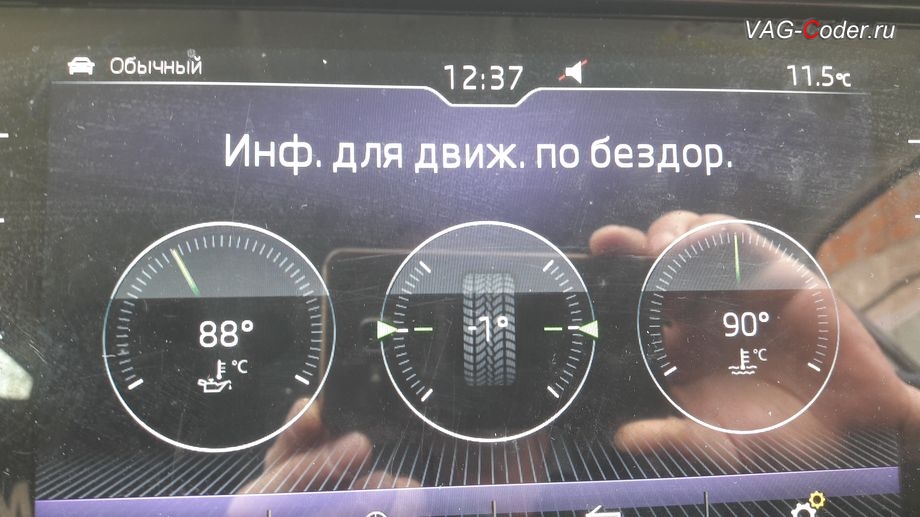 VAG-Coder.ru
Обычный
12:37
11.5°C
Инф. для движ. по бездор.
88°
°C
-1°
90°
°C